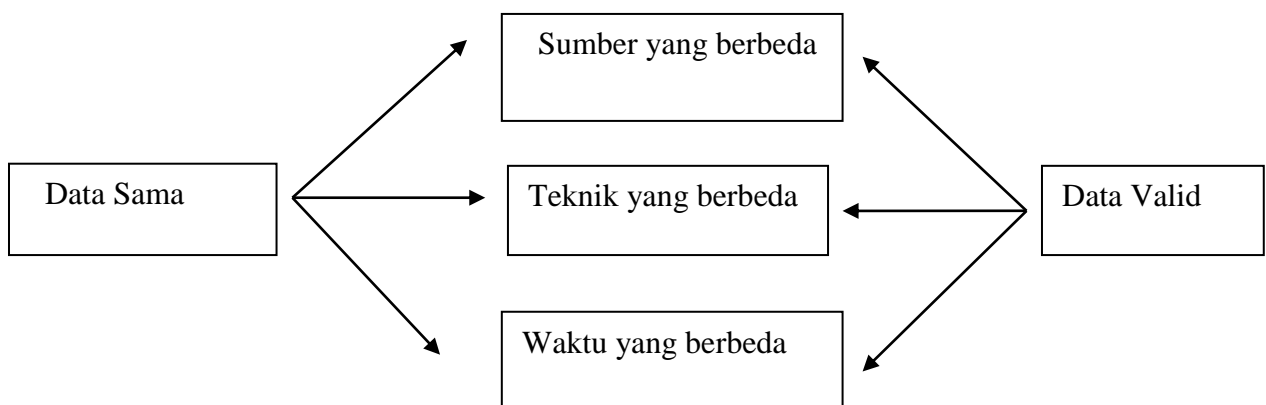 Sumber yang berbeda
Data Sama
Teknik yang berbeda
Data Valid
Waktu yang berbeda